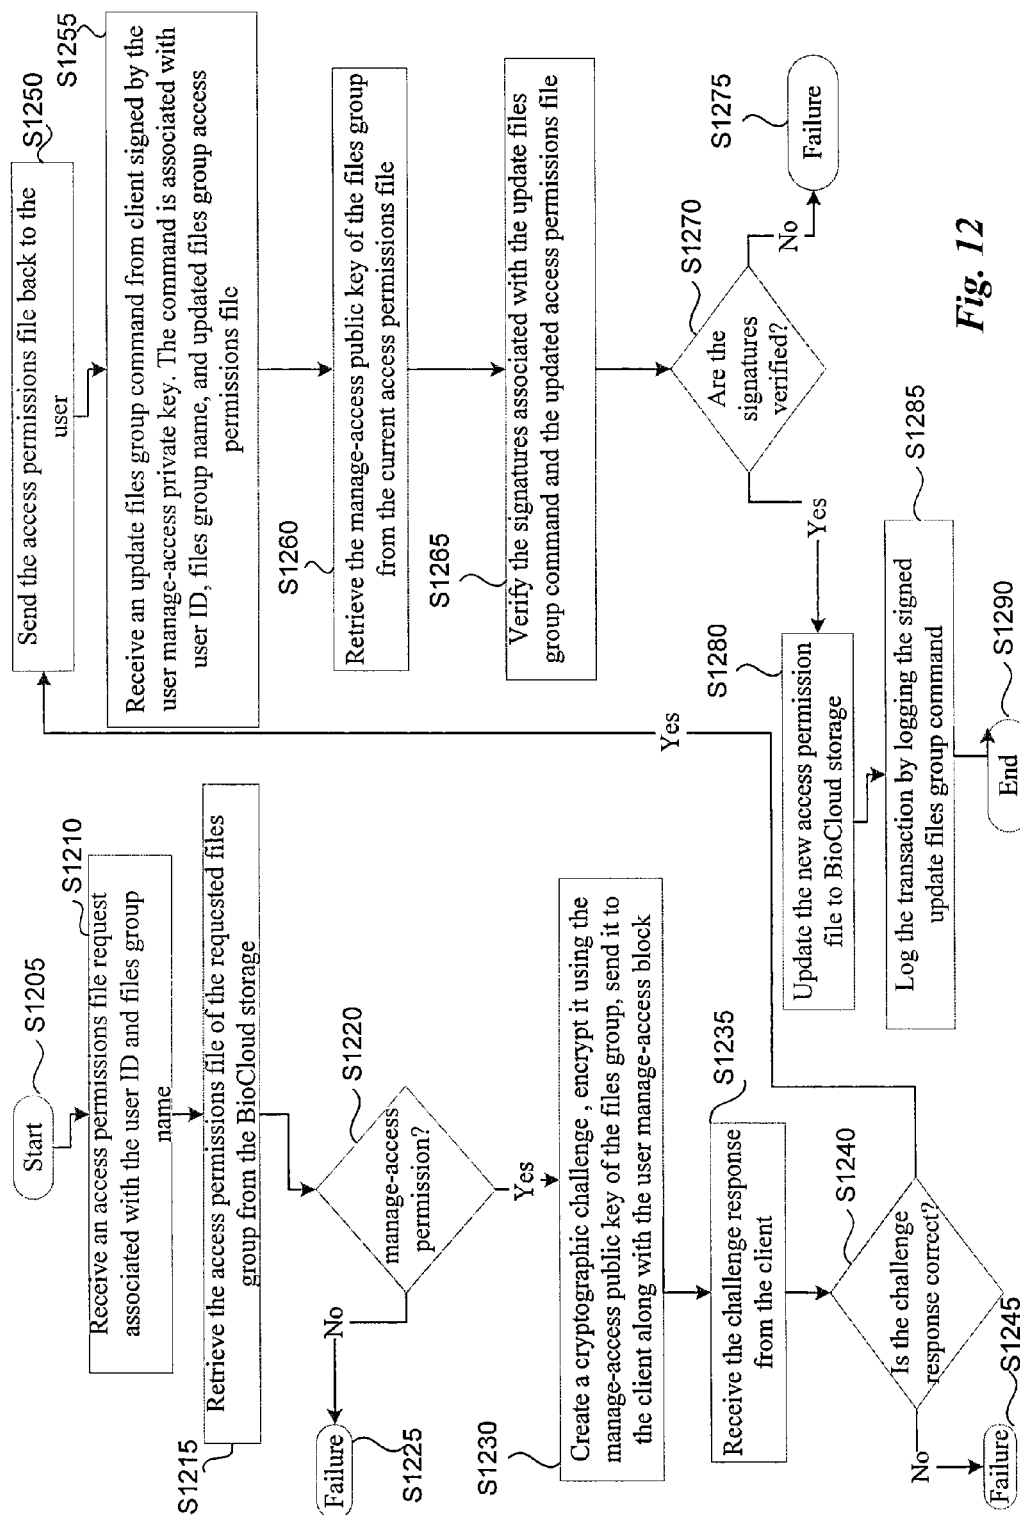 Start
S1205
S1210
Receive an access permissions file request
associated with the user ID and files group
name
S1215
Retrieve the access permissions file of the requested files
group from the BioCloud storage
S1220
manage-access
permission?
No
Failure
S1225
Yes
S1230
Create a cryptographic challenge , encrypt it using the
manage-access public key of the files group, send it to
the client along with the user manage-access block
S1235
Receive the challenge response
from the client
S1240
Is the challenge
response correct?
No
Failure
S1245
Yes
S1250
Send the access permissions file back to the
user
S1255
Receive an update files group command from client signed by the
user manage-access private key. The command is associated with
user ID, files group name, and updated files group access
permissions file
S1260
Retrieve the manage-access public key of the files group
from the current access permissions file
S1265
Verify the signatures associated with the update files
group command and the updated access permissions file
S1270
Are the
signatures
verified?
No
S1275
Failure
Yes
S1280
Update the new access permission
file to BioCloud storage
S1285
Log the transaction by logging the signed
update files group command
S1290
End
Fig. 12